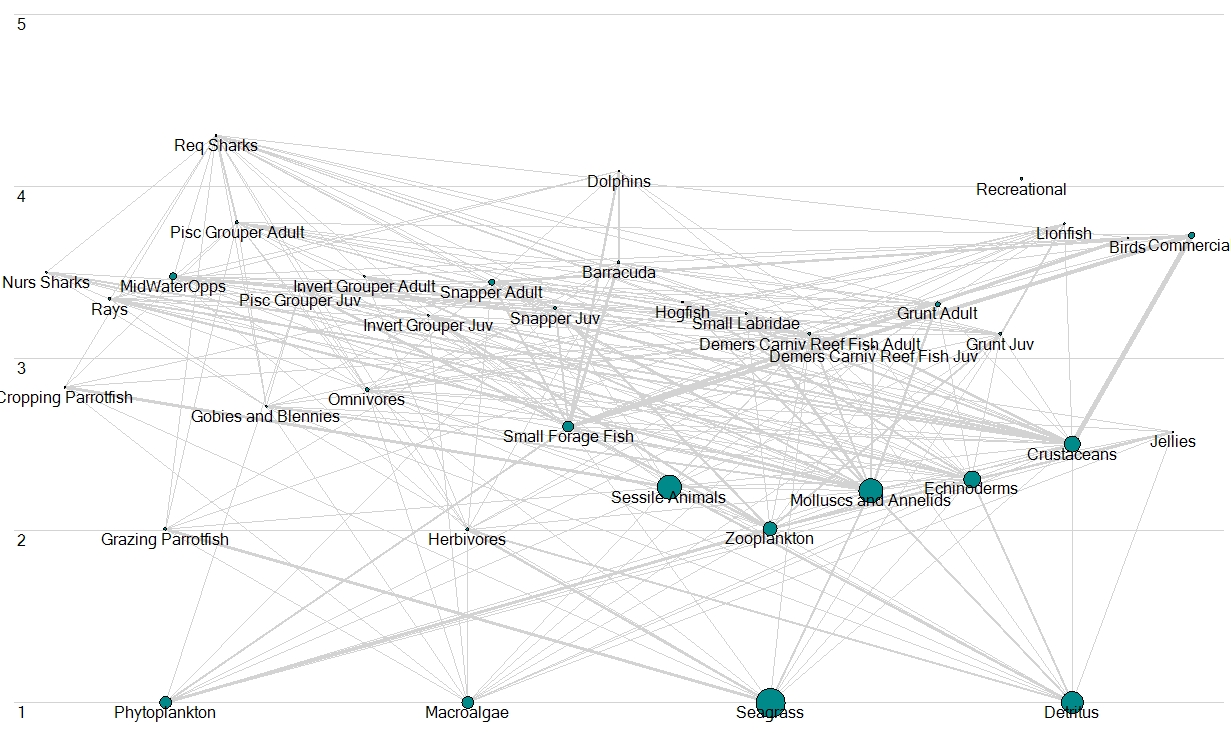 5
Req Sharks
Dolphins
4
Recreational
Pisc Grouper Adult
Lionfish
Birds
Commercia
Barracuda
Nurs Sharks
MidWaterOpps
Invert Grouper Adult
Snapper Adult
Pisc Grouper Juv
Rays
Hogfish
Grunt Adult
Snapper Juv
Small Labridae
Invert Grouper Juv
Demers Carniv Reef Fish Adult
Grunt Juv
Demers Carniv Reef Fish Juv
3
Cropping Parrotfish
Omnivores
Gobies and Blennies
Small Forage Fish
Jellies
Crustaceans
Echinoderms
Sessile Animals
Molluscs and Annelids
2
Grazing Parrotfish
Herbivores
Zooplankton
1
Phytoplankton
Macroalgae
Seagrass
Detritus